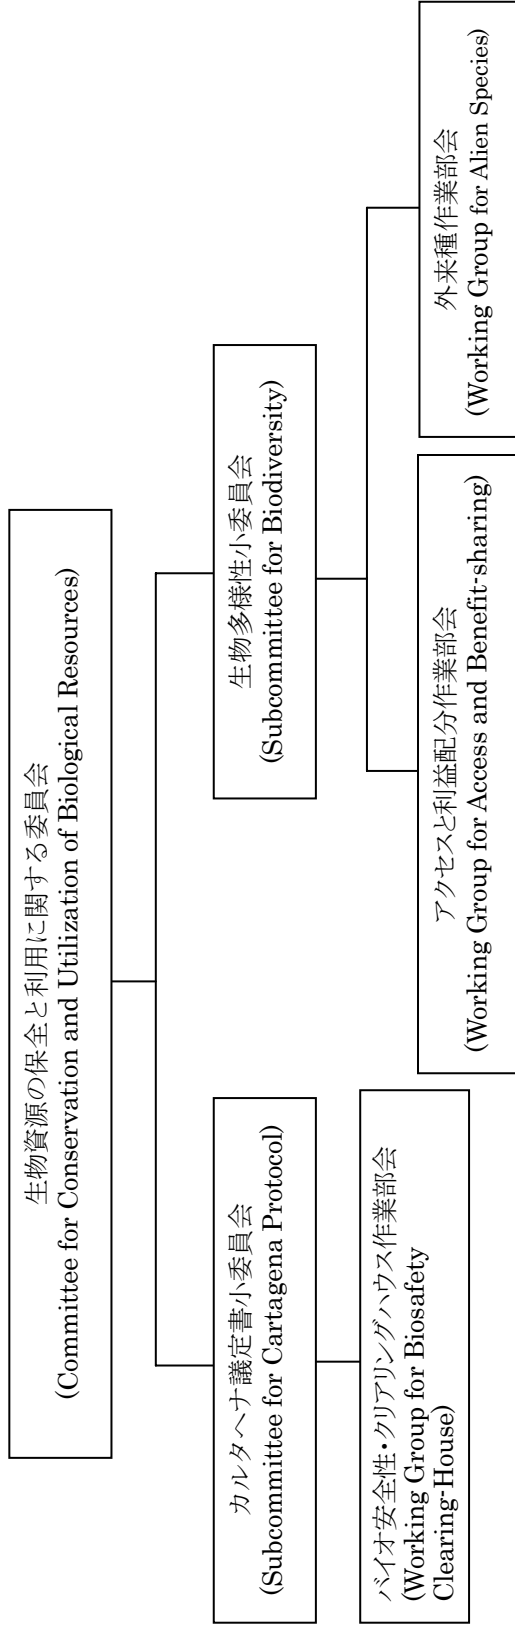 生物資源の保全と利用に関する委員会
(Committee for Conservation and Utilization of Biological Resources)
カルタヘナ議定書小委員会
(Subcommittee for Cartagena Protocol)
生物多様性小委員会
(Subcommittee for Biodiversity)
バイオ安全性・クリアリングハウス作業部会
(Working Group for Biosafety
Clearing-House)
アクセスと利益配分作業部会
(Working Group for Access and Benefit-sharing)
外来種作業部会
(Working Group for Alien Species)